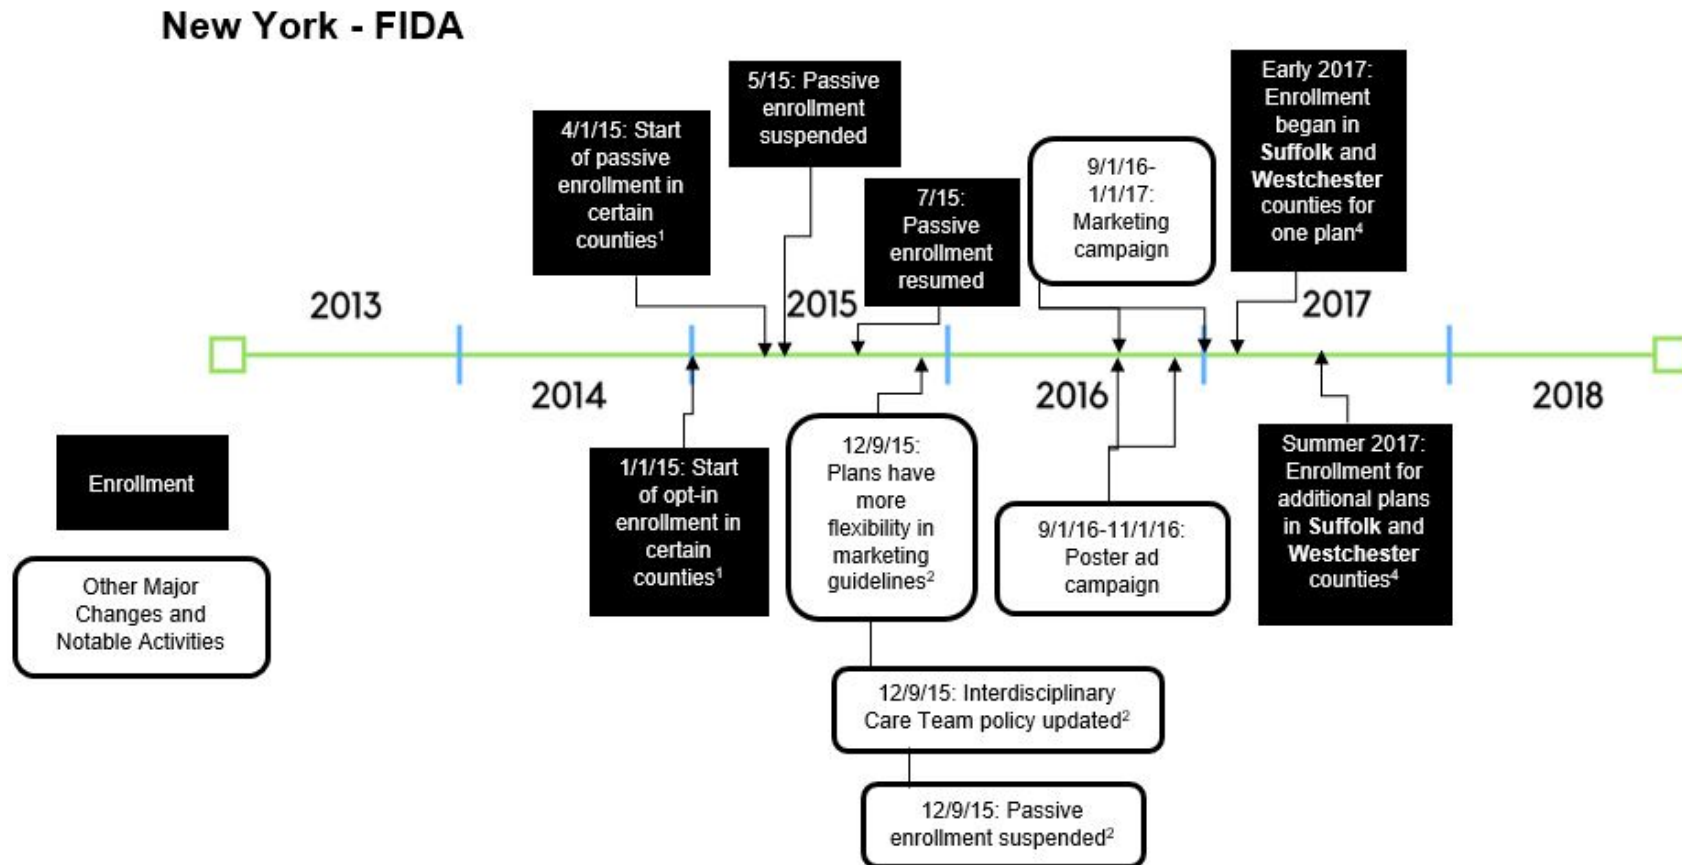 New York - FIDA
4/1/15: Start
of passive
enrollment in
certain
counties¹
5/15: Passive
enrollment
suspended
7/15:
Passive
enrollment
resumed
9/1/16-
1/1/17:
Marketing
campaign
Early 2017:
Enrollment
began in
Suffolk and
Westchester
counties for
one plan⁴
2013
2014
2015
2016
2017
2018
Enrollment
Other Major
Changes and
Notable Activities
1/1/15: Start
of opt-in
enrollment in
certain
counties¹
12/9/15:
Plans have
more
flexibility in
marketing
guidelines²
9/1/16-11/1/16:
Poster ad
campaign
Summer 2017:
Enrollment for
additional plans
in Suffolk and
Westchester
counties⁴
12/9/15: Interdisciplinary
Care Team policy updated²
12/9/15: Passive
enrollment suspended²